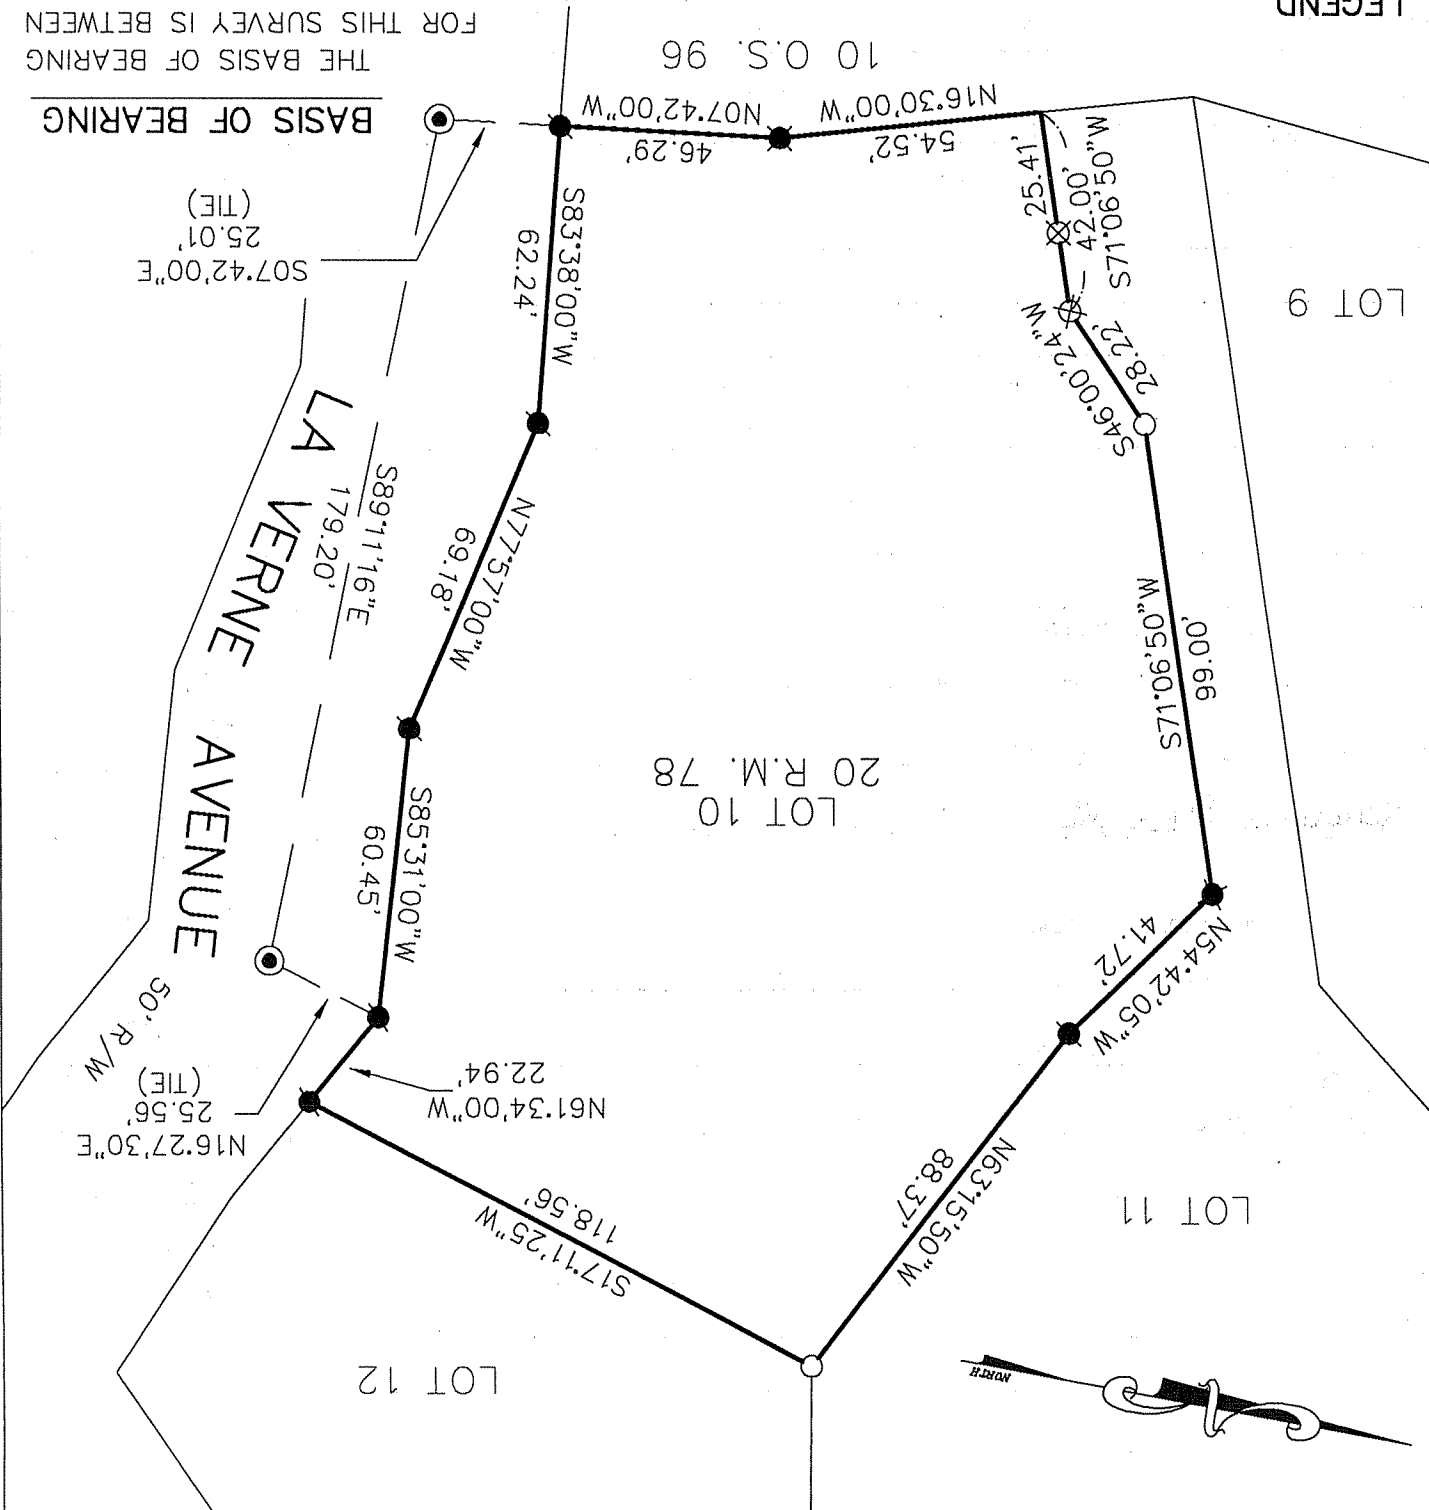 LEGEND
BASIS OF BEARING
THE BASIS OF BEARING
FOR THIS SURVEY IS BETWEEN
10 O.S. 96
N16°30'00"W
54.52'
N07°42'00"W
46.29'
S07°42'00"E
25.01'
(TIE)
25.41'
42.00'
S71°06'50"W
S46°00'24"W
28.22'
LOT 9
S83°38'00"W
62.24'
N77°57'00"W
69.18'
S89°11'16"E
179.20'
LA VERNE AVENUE
50' R/W
S71°06'50"W
99.00'
LOT 10
20 R.M. 78
S85°31'00"W
60.45'
N54°42'05"W
41.72'
N61°34'00"W
22.94'
N16°27'30"E
25.56'
(TIE)
N63°15'50"W
88.37'
S17°11'25"W
118.56'
LOT 11
LOT 12
NORTH